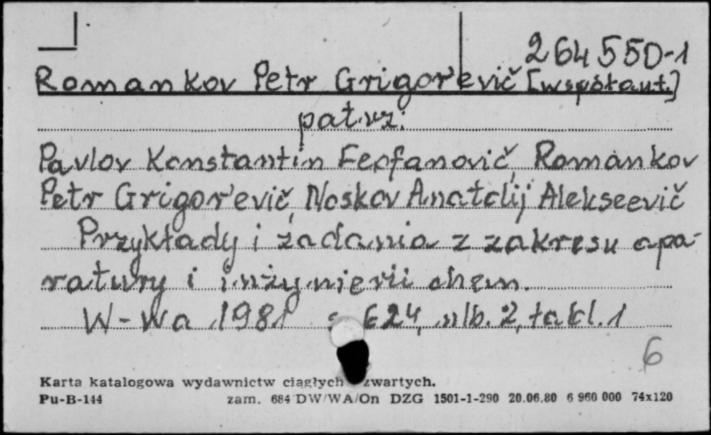 264550-1
Romankov Petr Grigor'evič [współaut.]
patrz:
Pavlov Konstantin Feofanovič, Romankov
Petr Grigor'evič, Noskov Anatolij Alekseevič
Przykłady i zadania z zakresu apa-
ratury i inżynierii chem.
W-wa 1981 s. 624, nlb. 2, tabl. 1
6
Karta katalogowa wydawnictw ciągłych zwartych.
Pu-B-144 zam. 684 DW/WA/On DZG 1501-1-290 20.06.80 6 960 000 74x120